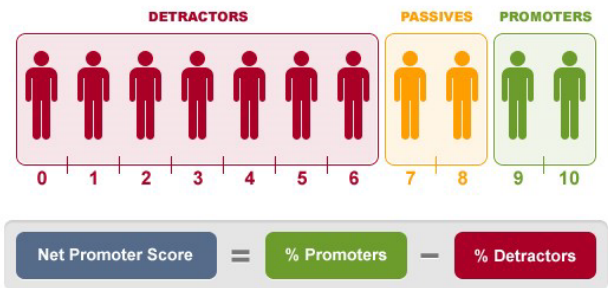 DETRACTORS PASSIVES PROMOTERS
0 1 2 3 4 5 6 7 8 9 10
Net Promoter Score = % Promoters − % Detractors